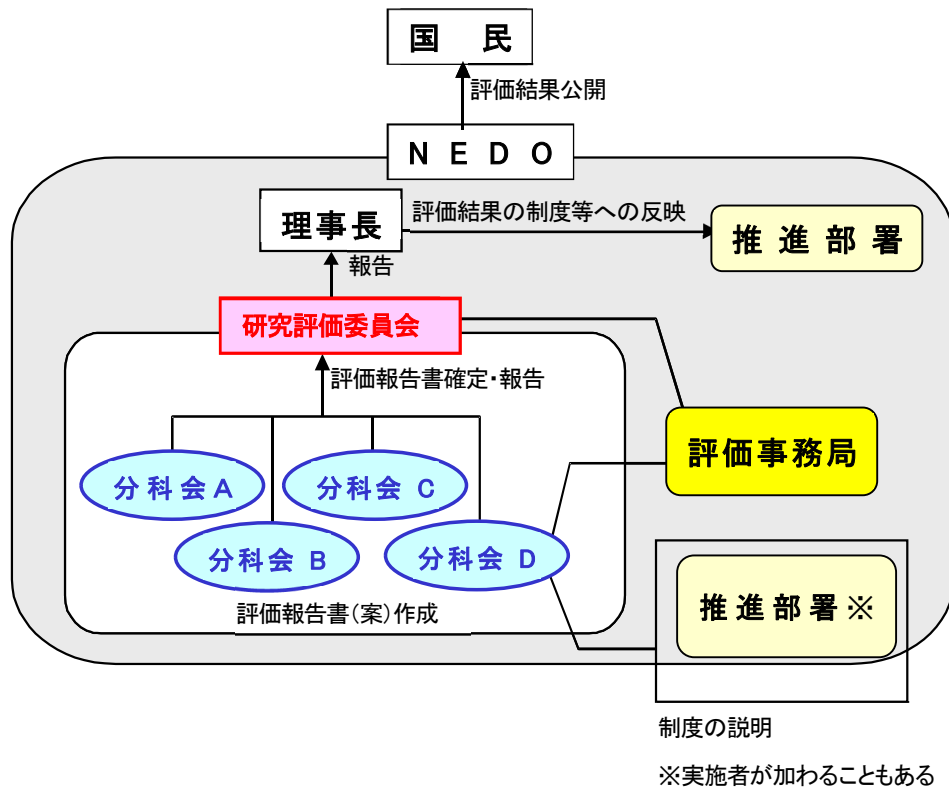 国 民
評価結果公開
N E D O
理事長
評価結果の制度等への反映
推進部署
報告
研究評価委員会
評価報告書確定・報告
評価事務局
分科会A
分科会 C
分科会 B
分科会 D
評価報告書(案)作成
推進部署※
制度の説明
※実施者が加わることもある